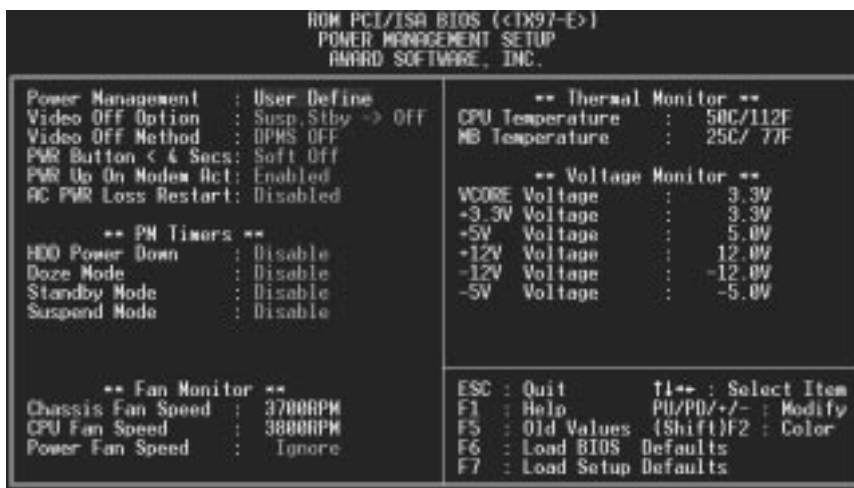 ROM PCI/ISA BIOS (<TX97-E>)
POWER MANAGEMENT SETUP
AWARD SOFTWARE, INC.
Power Management : User Define
Video Off Option : Susp,Stby -> Off
Video Off Method : DPMS OFF
PWR Button < 4 Secs: Soft Off
PWR Up On Modem Act: Enabled
AC PWR Loss Restart: Disabled
** PM Timers **
HDD Power Down : Disable
Doze Mode : Disable
Standby Mode : Disable
Suspend Mode : Disable
** Fan Monitor **
Chassis Fan Speed : 3700RPM
CPU Fan Speed : 3800RPM
Power Fan Speed : Ignore
** Thermal Monitor **
CPU Temperature : 50C/112F
MB Temperature : 25C/ 77F
** Voltage Monitor **
VCORE Voltage : 3.3V
+3.3V Voltage : 3.3V
+5V Voltage : 5.0V
+12V Voltage : 12.0V
-12V Voltage : -12.0V
-5V Voltage : -5.0V
ESC : Quit ↑↓→← : Select Item
F1 : Help PU/PD/+/- : Modify
F5 : Old Values (Shift)F2 : Color
F6 : Load BIOS Defaults
F7 : Load Setup Defaults